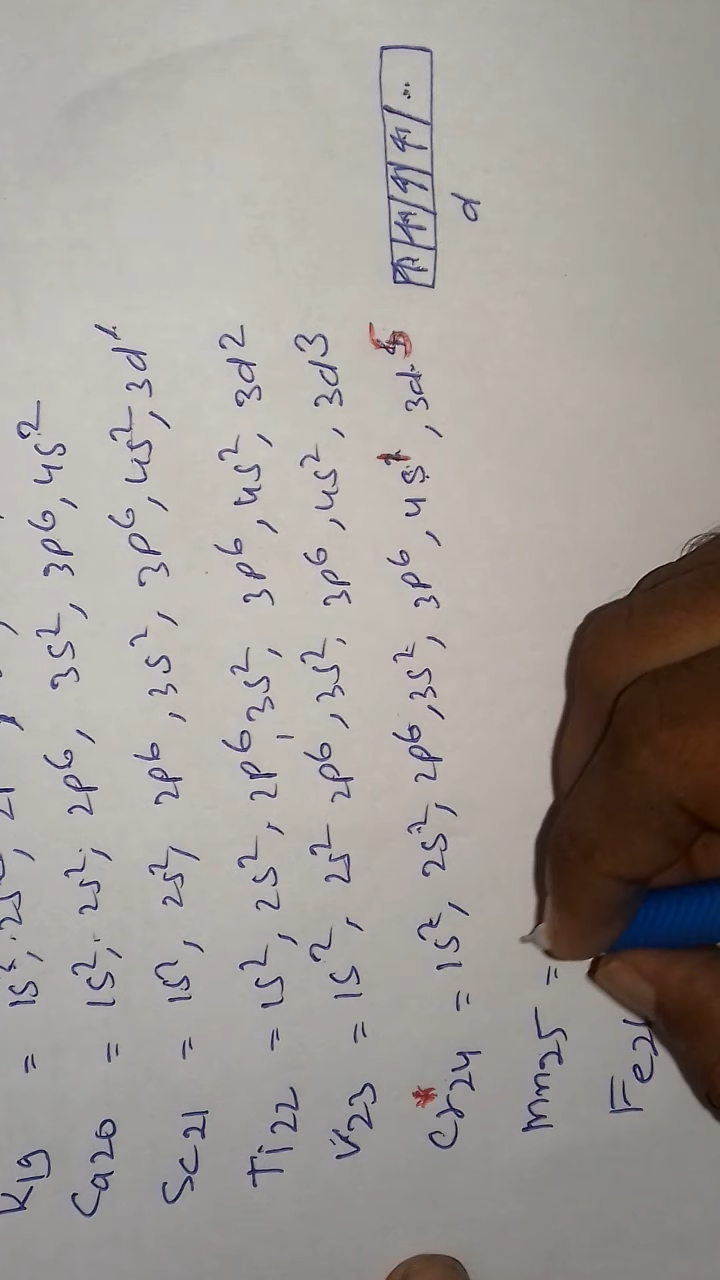 K19 = 1s², 2s²,
Ca20 = 1s², 2s², 2p6, 3s², 3p6, 4s2
Sc21 = 1s², 2s², 2p6, 3s², 3p6, 4s², 3d¹
Ti22 = 1s², 2s², 2p6, 3s², 3p6, 4s², 3d2
V23 = 1s², 2s² 2p6, 3s², 3p6, 4s², 3d3
*Cr24 = 1s², 2s², 2p6, 3s², 3p6, 4s¹, 3d5
d
Mn25 =
Fe2